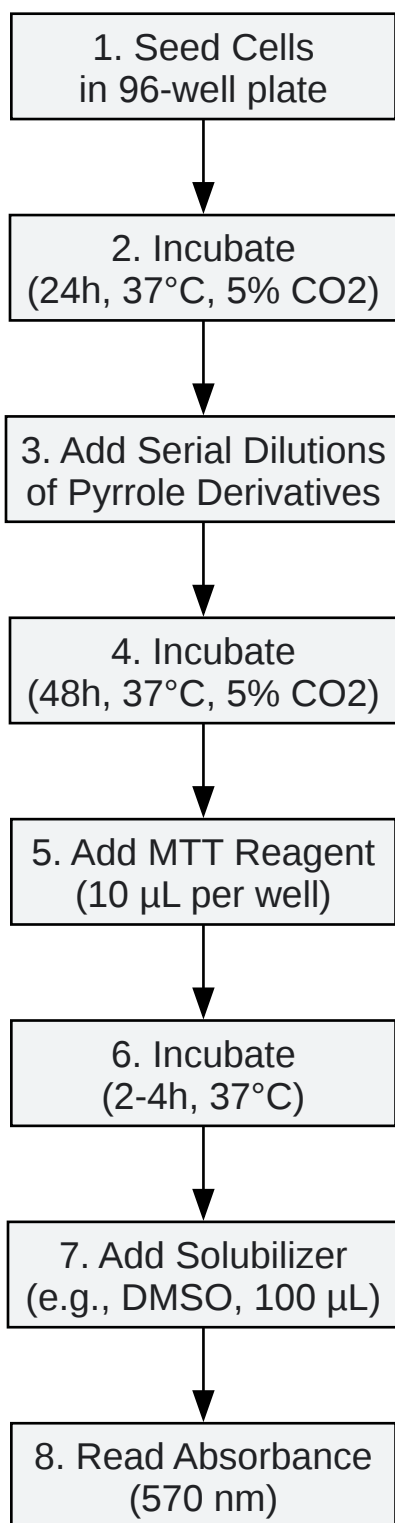 1. Seed Cells
in 96-well plate
2. Incubate
(24h, 37°C, 5% CO2)
3. Add Serial Dilutions
of Pyrrole Derivatives
4. Incubate
(48h, 37°C, 5% CO2)
5. Add MTT Reagent
(10 µL per well)
6. Incubate
(2-4h, 37°C)
7. Add Solubilizer
(e.g., DMSO, 100 µL)
8. Read Absorbance
(570 nm)